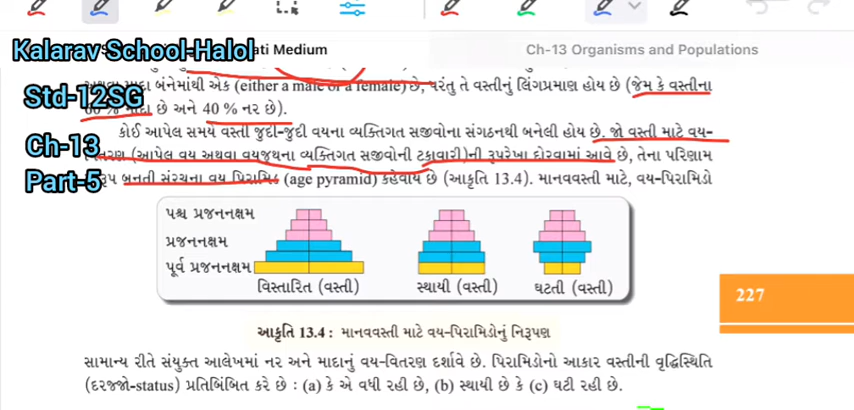 Kalarav School-Halol
ati Medium
Ch-13 Organisms and Populations
Std-12SG
Ch-13
Part-5
અથવા માદા બંનેમાંથી એક (either a male or a female) છે, પરંતુ તે વસ્તીનું લિંગપ્રમાણ હોય છે (જેમ કે વસ્તીના
60 % માદા છે અને 40 % નર છે).
કોઈ આપેલ સમયે વસ્તી જુદી-જુદી વયના વ્યક્તિગત સજીવોના સંગઠનથી બનેલી હોય છે. જો વસ્તી માટે વય-
વિતરણ (આપેલ વય અથવા વયજૂથના વ્યક્તિગત સજીવોની ટકાવારી)ની રૂપરેખા દોરવામાં આવે છે, તેના પરિણામ
રૂપ બનતી સંરચના વય પિરામિડ (age pyramid) કહેવાય છે (આકૃતિ 13.4). માનવવસ્તી માટે, વય-પિરામિડો
પશ્ચ પ્રજનનક્ષમ
પ્રજનનક્ષમ
પૂર્વ પ્રજનનક્ષમ
વિસ્તારિત (વસ્તી) સ્થાયી (વસ્તી) ઘટતી (વસ્તી)
227
આકૃતિ 13.4 : માનવવસ્તી માટે વય-પિરામિડોનું નિરૂપણ
સામાન્ય રીતે સંયુક્ત આલેખમાં નર અને માદાનું વય-વિતરણ દર્શાવે છે. પિરામિડોનો આકાર વસ્તીની વૃદ્ધિસ્થિતિ
(દરજ્જો-status) પ્રતિબિંબિત કરે છે : (a) કે એ વધી રહી છે, (b) સ્થાયી છે કે (c) ઘટી રહી છે.